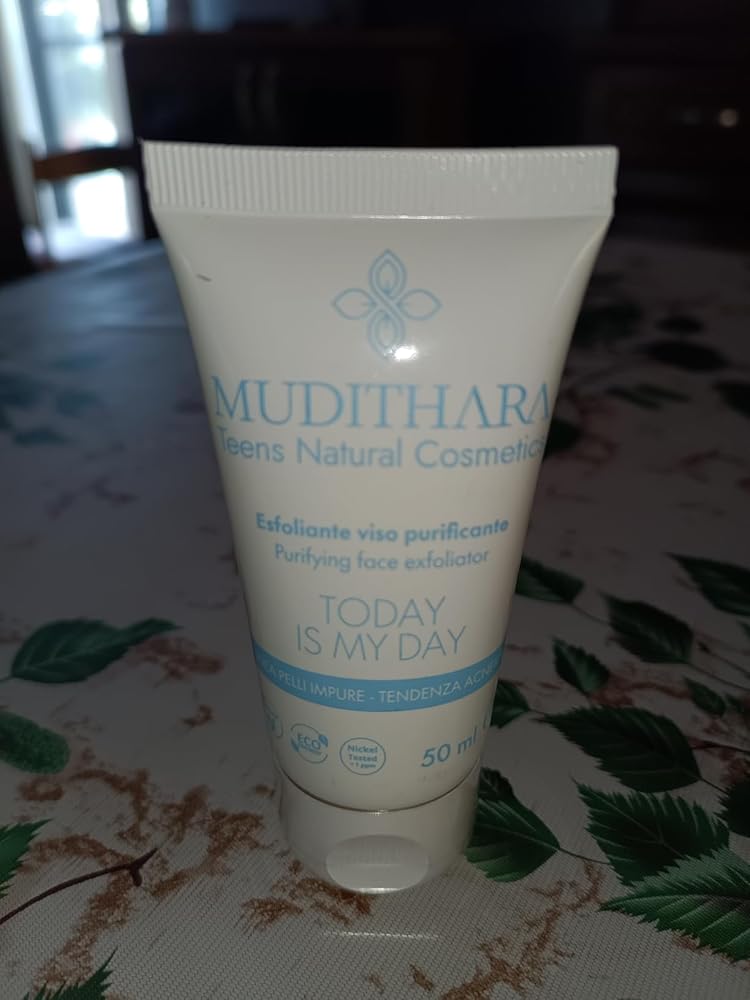 MUDITHARA
Teens Natural Cosmetics
Esfoliante viso purificante
Purifying face exfoliator
TODAY
IS MY DAY
PELLI IMPURE - TENDENZA
ECO
Nickel
Tested
50 ml